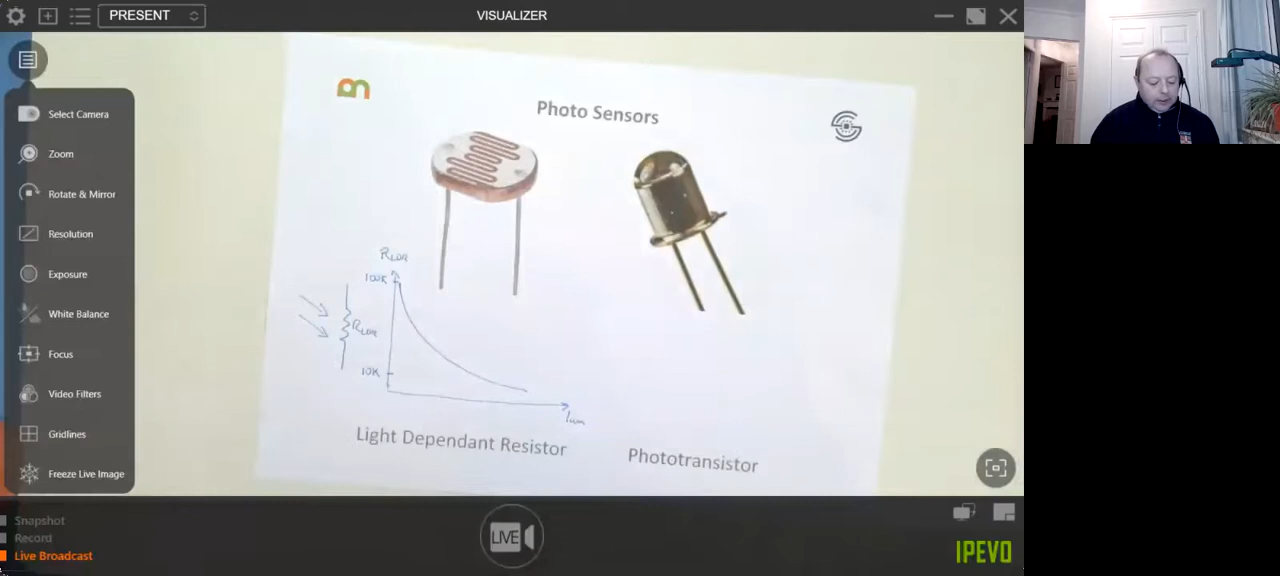 PRESENT
VISUALIZER
Select Camera
Zoom
Rotate & Mirror
Resolution
Exposure
White Balance
Focus
Video Filters
Gridlines
Freeze Live Image
Photo Sensors
RLDR
100K
RLDR
10K
Light Dependant Resistor
Phototransistor
Snapshot
Record
Live Broadcast
LIVE
IPEVO